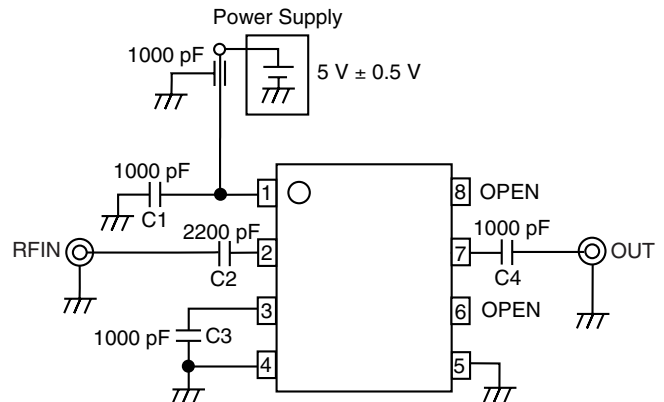 Power Supply
1000 pF
5 V ± 0.5 V
1000 pF
C1
1
8 OPEN
2200 pF
1000 pF
RFIN
C2
2
7
C4
OUT
3
6 OPEN
1000 pF C3
4
5